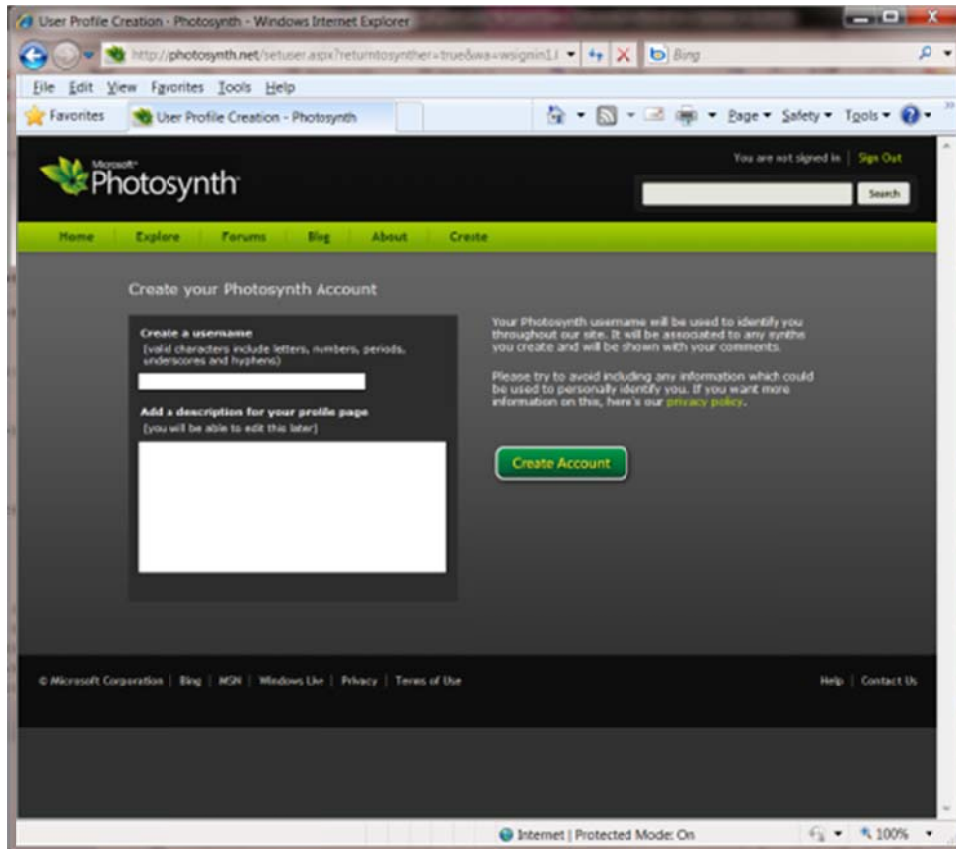 User Profile Creation - Photosynth - Windows Internet Explorer
http://photosynth.net/setuser.aspx?returntosynther=true&wa=wsignin1.
Bing
File Edit View Favorites Tools Help
Favorites
User Profile Creation - Photosynth
Page
Safety
Tools
Microsoft
Photosynth
You are not signed in | Sign Out
Search
Home
Explore
Forums
Blog
About
Create
Create your Photosynth Account
Create a username
(valid characters include letters, numbers, periods,
underscores and hyphens)
Add a description for your profile page
(you will be able to edit this later)
Your Photosynth username will be used to identify you
throughout our site. It will be associated to any synths
you create and will be shown with your comments.
Please try to avoid including any information which could
be used to personally identify you. If you want more
information on this, here's our privacy policy.
Create Account
© Microsoft Corporation | Bing | MSN | Windows Live | Privacy | Terms of Use
Help | Contact Us
Internet | Protected Mode: On
100%